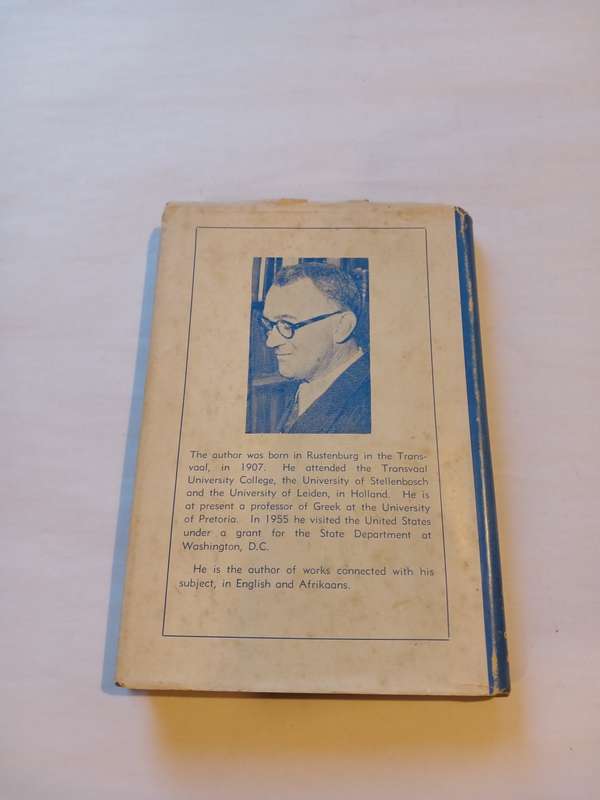 The author was born in Rustenburg in the Trans-
vaal, in 1907. He attended the Transvaal
University College, the University of Stellenbosch
and the University of Leiden, in Holland. He is
at present a professor of Greek at the University
of Pretoria. In 1955 he visited the United States
under a grant for the State Department at
Washington, D.C.
He is the author of works connected with his
subject, in English and Afrikaans.